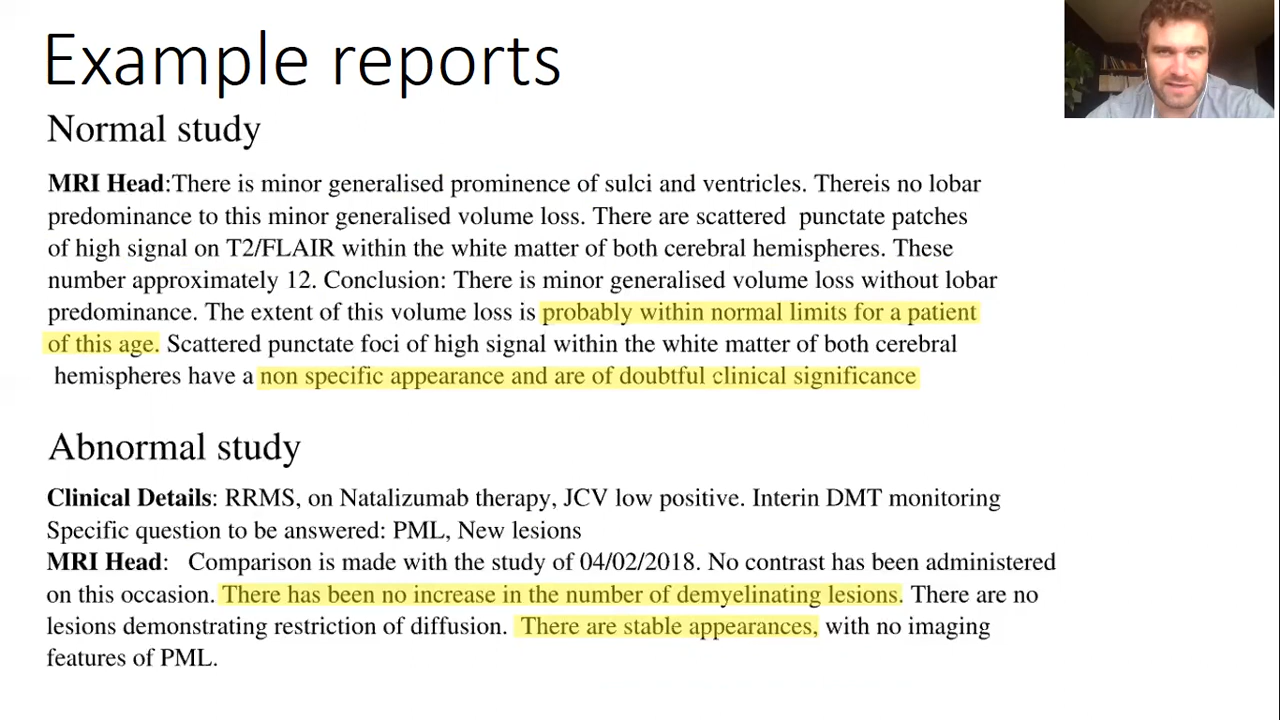 Example reports
Normal study
MRI Head:There is minor generalised prominence of sulci and ventricles. Thereis no lobar
predominance to this minor generalised volume loss. There are scattered punctate patches
of high signal on T2/FLAIR within the white matter of both cerebral hemispheres. These
number approximately 12. Conclusion: There is minor generalised volume loss without lobar
predominance. The extent of this volume loss is probably within normal limits for a patient
of this age. Scattered punctate foci of high signal within the white matter of both cerebral
hemispheres have a non specific appearance and are of doubtful clinical significance
Abnormal study
Clinical Details: RRMS, on Natalizumab therapy, JCV low positive. Interin DMT monitoring
Specific question to be answered: PML, New lesions
MRI Head: Comparison is made with the study of 04/02/2018. No contrast has been administered
on this occasion. There has been no increase in the number of demyelinating lesions. There are no
lesions demonstrating restriction of diffusion. There are stable appearances, with no imaging
features of PML.